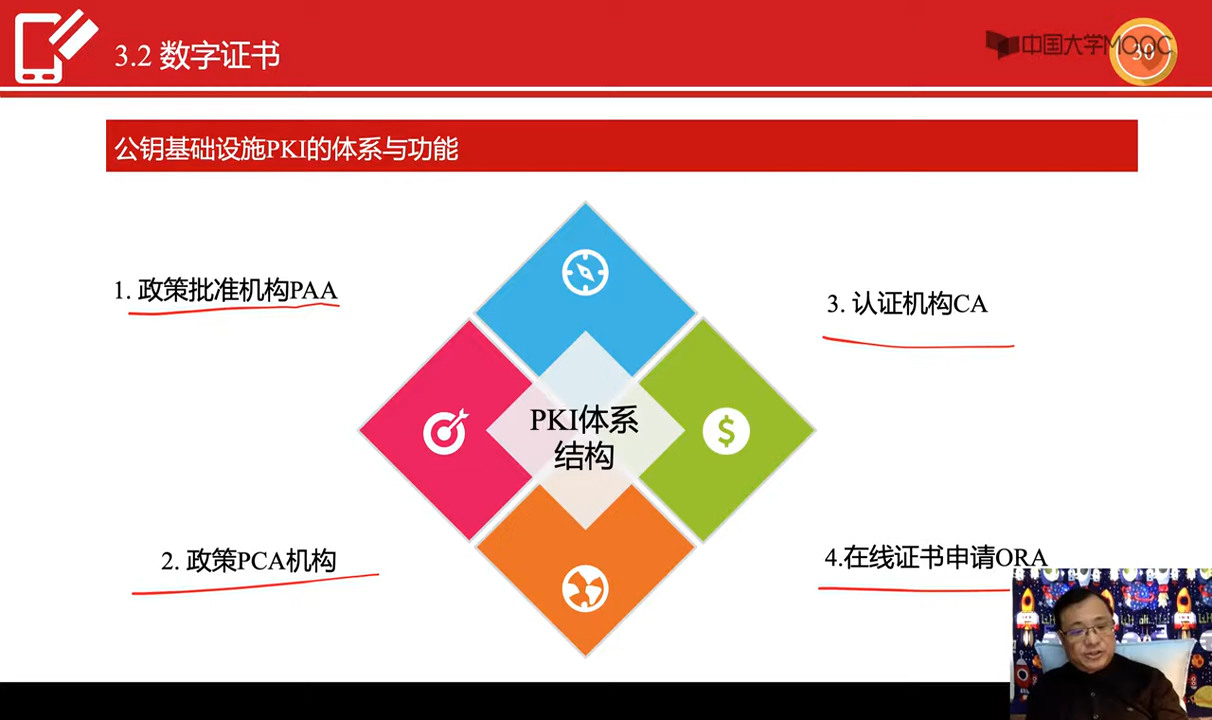 3.2 数字证书
中国大学MOOC
30
公钥基础设施PKI的体系与功能
1. 政策批准机构PAA
3. 认证机构CA
PKI体系
结构
2. 政策PCA机构
4.在线证书申请ORA